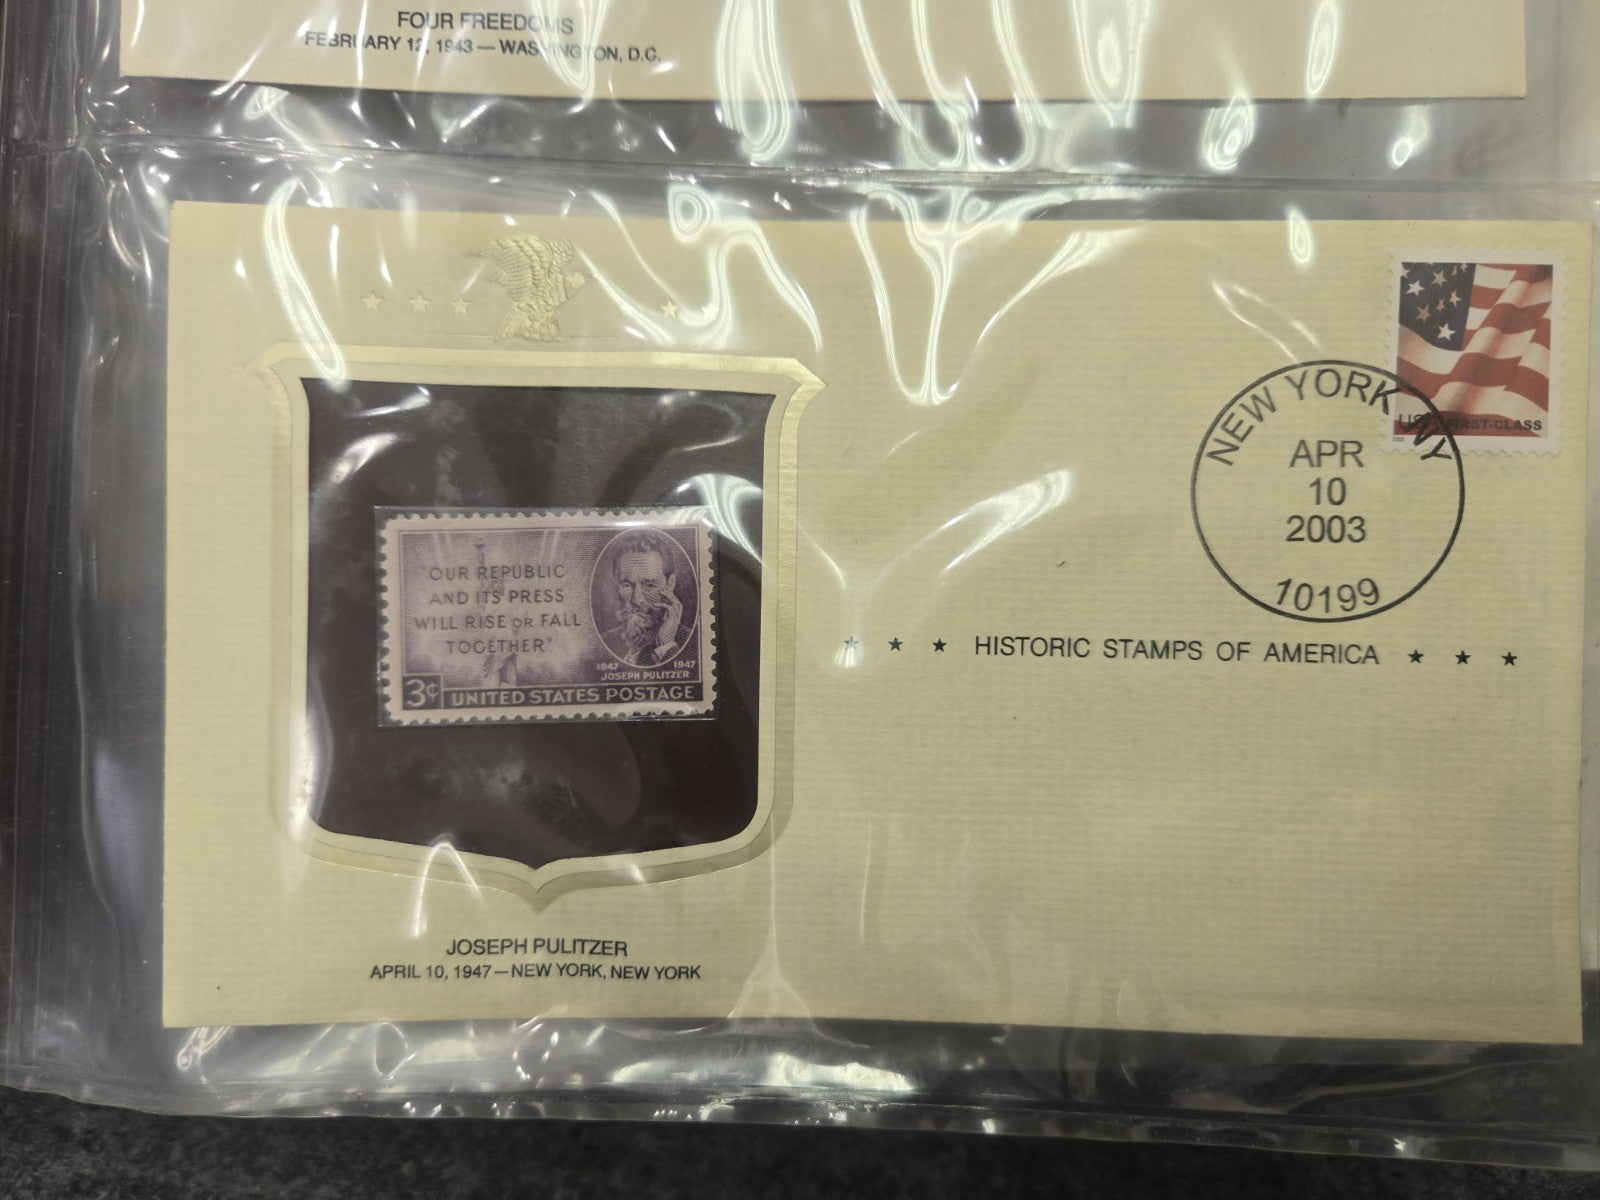 FOUR FREEDOMS
FEBRUARY 12, 1943 — WASHINGTON, D.C.
USA FIRST-CLASS
2002
NEW YORK NY
APR
10
2003
10199
"OUR REPUBLIC
AND ITS PRESS
WILL RISE OR FALL
TOGETHER"
1847 1947
JOSEPH PULITZER
3¢ UNITED STATES POSTAGE
HISTORIC STAMPS OF AMERICA
JOSEPH PULITZER
APRIL 10, 1947—NEW YORK, NEW YORK